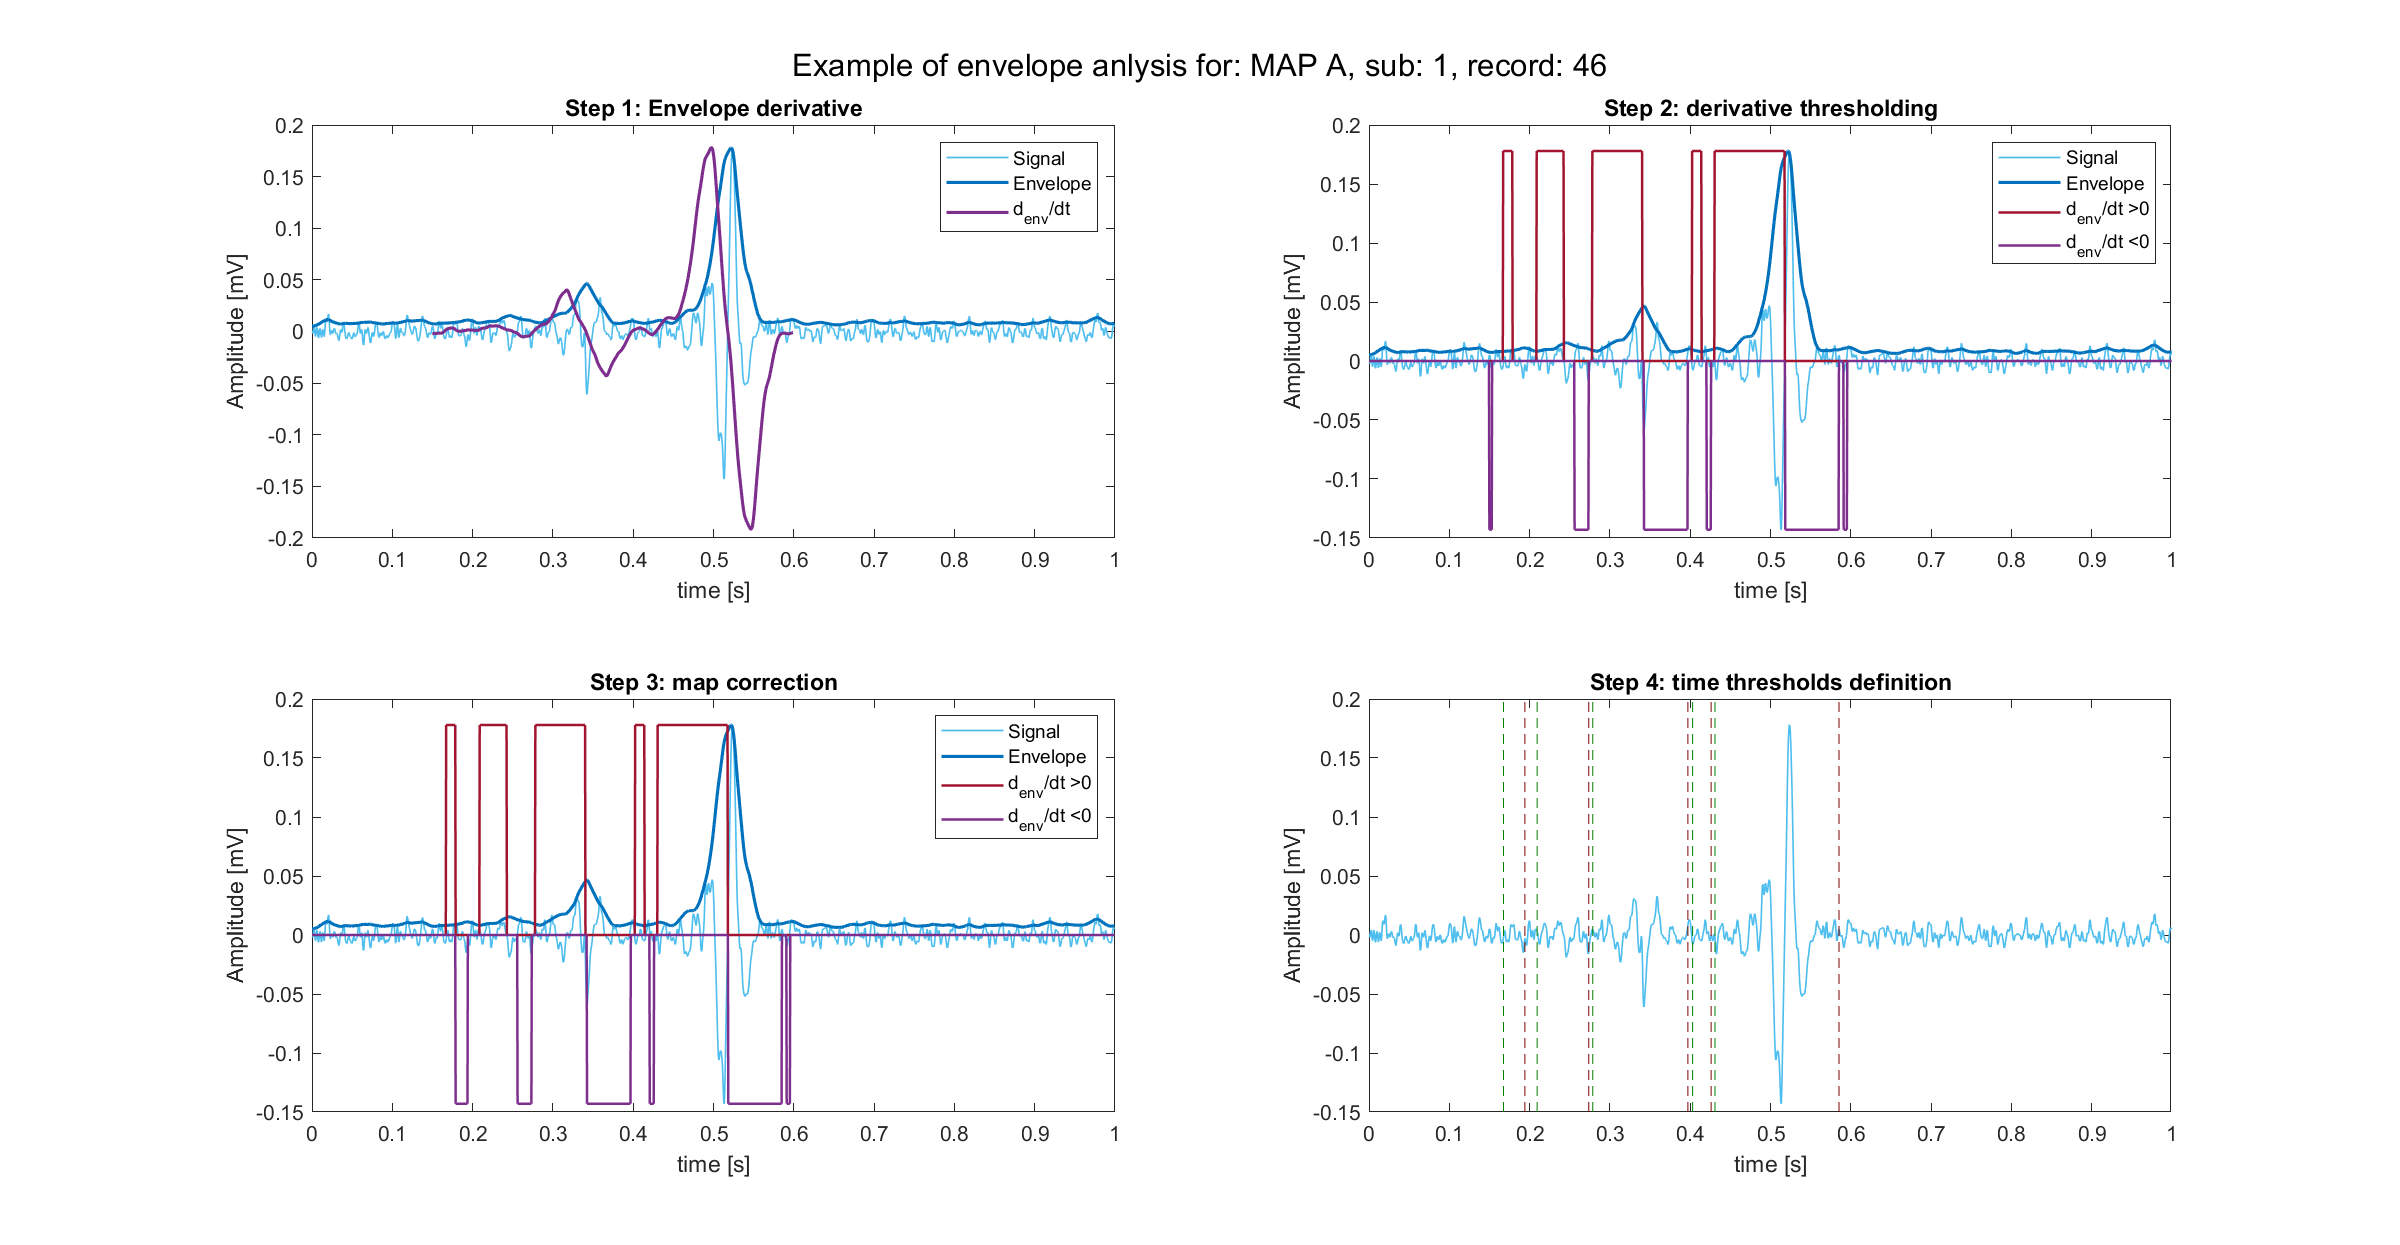 Example of envelope anlysis for: MAP A, sub: 1, record: 46
Step 1: Envelope derivative
0.2
0.15
0.1
0.05
0
-0.05
-0.1
-0.15
-0.2
Amplitude [mV]
0 0.1 0.2 0.3 0.4 0.5 0.6 0.7 0.8 0.9 1
time [s]
Signal
Envelope
d_env/dt
Step 2: derivative thresholding
0.2
0.15
0.1
0.05
0
-0.05
-0.1
-0.15
Amplitude [mV]
0 0.1 0.2 0.3 0.4 0.5 0.6 0.7 0.8 0.9 1
time [s]
Signal
Envelope
d_env/dt >0
d_env/dt <0
Step 3: map correction
0.2
0.15
0.1
0.05
0
-0.05
-0.1
-0.15
Amplitude [mV]
0 0.1 0.2 0.3 0.4 0.5 0.6 0.7 0.8 0.9 1
time [s]
Signal
Envelope
d_env/dt >0
d_env/dt <0
Step 4: time thresholds definition
0.2
0.15
0.1
0.05
0
-0.05
-0.1
-0.15
Amplitude [mV]
0 0.1 0.2 0.3 0.4 0.5 0.6 0.7 0.8 0.9 1
time [s]